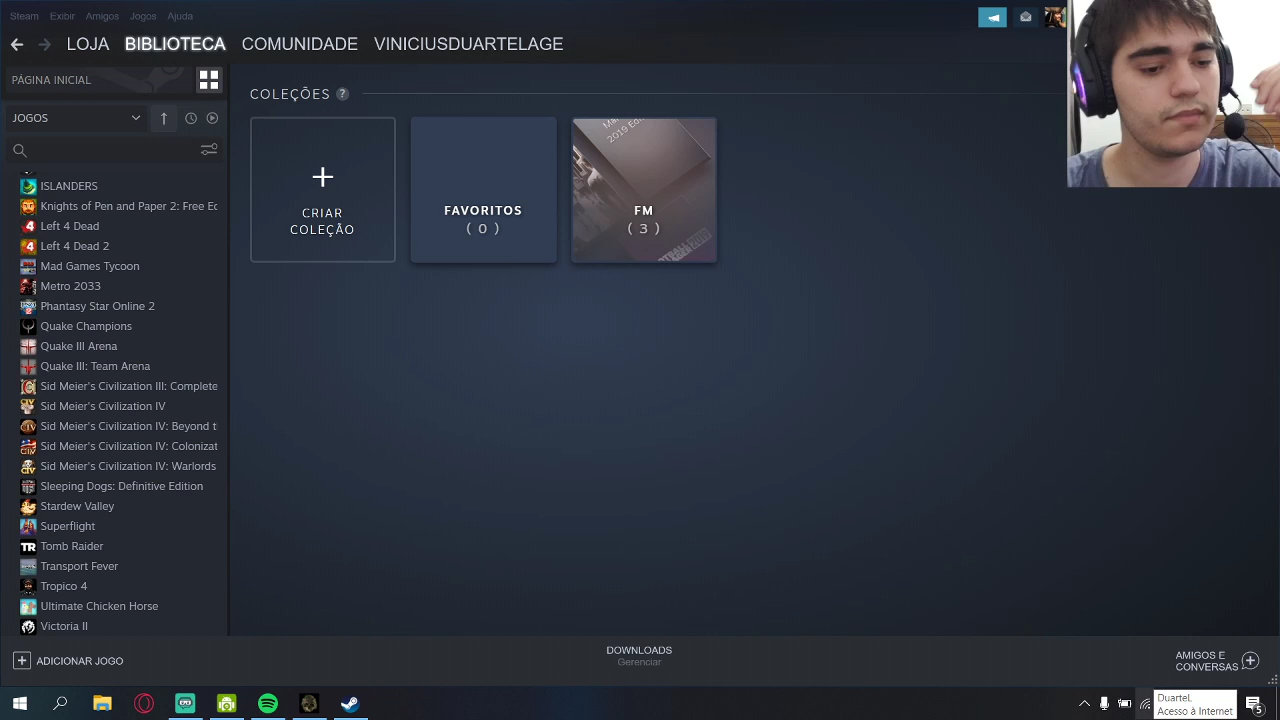 Steam Exibir Amigos Jogos Ajuda
LOJA BIBLIOTECA COMUNIDADE VINICIUSDUARTELAGE
PÁGINA INICIAL
COLEÇÕES ?
JOGOS
+
CRIAR
COLEÇÃO
FAVORITOS
( 0 )
2019 Edi
FM
( 3 )
ISLANDERS
Knights of Pen and Paper 2: Free Ec
Left 4 Dead
Left 4 Dead 2
Mad Games Tycoon
Metro 2033
Phantasy Star Online 2
Quake Champions
Quake III Arena
Quake III: Team Arena
Sid Meier's Civilization III: Complete
Sid Meier's Civilization IV
Sid Meier's Civilization IV: Beyond t
Sid Meier's Civilization IV: Colonizat
Sid Meier's Civilization IV: Warlords
Sleeping Dogs: Definitive Edition
Stardew Valley
Superflight
TR Tomb Raider
Transport Fever
Tropico 4
Ultimate Chicken Horse
Victoria II
+ ADICIONAR JOGO
DOWNLOADS
Gerenciar
AMIGOS E
CONVERSAS +
DuarteL
Acesso à Internet
5